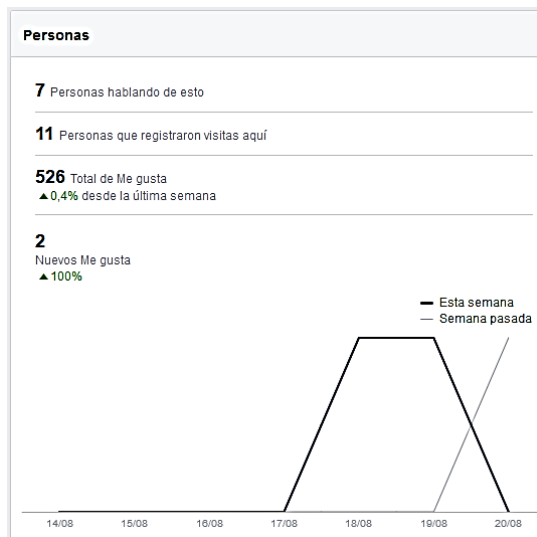 Personas
7 Personas hablando de esto
11 Personas que registraron visitas aquí
526 Total de Me gusta
▲0,4% desde la última semana
2
Nuevos Me gusta
▲100%
Esta semana
Semana pasada
14/08 15/08 16/08 17/08 18/08 19/08 20/08